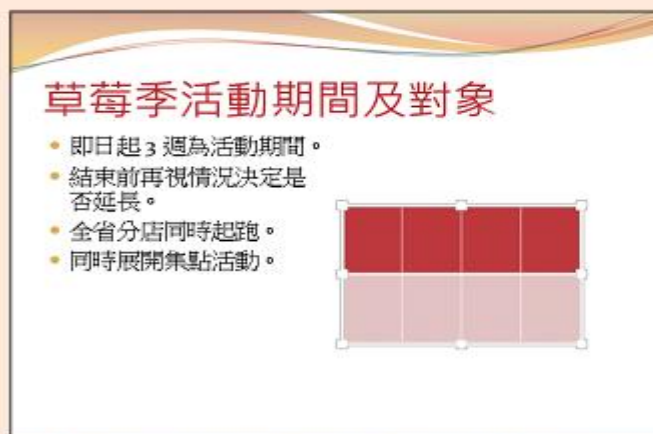 草莓季活動期間及對象
• 即日起 3 週為活動期間。
• 結束前再視情況決定是
否延長。
• 全省分店同時起跑。
• 同時展開集點活動。